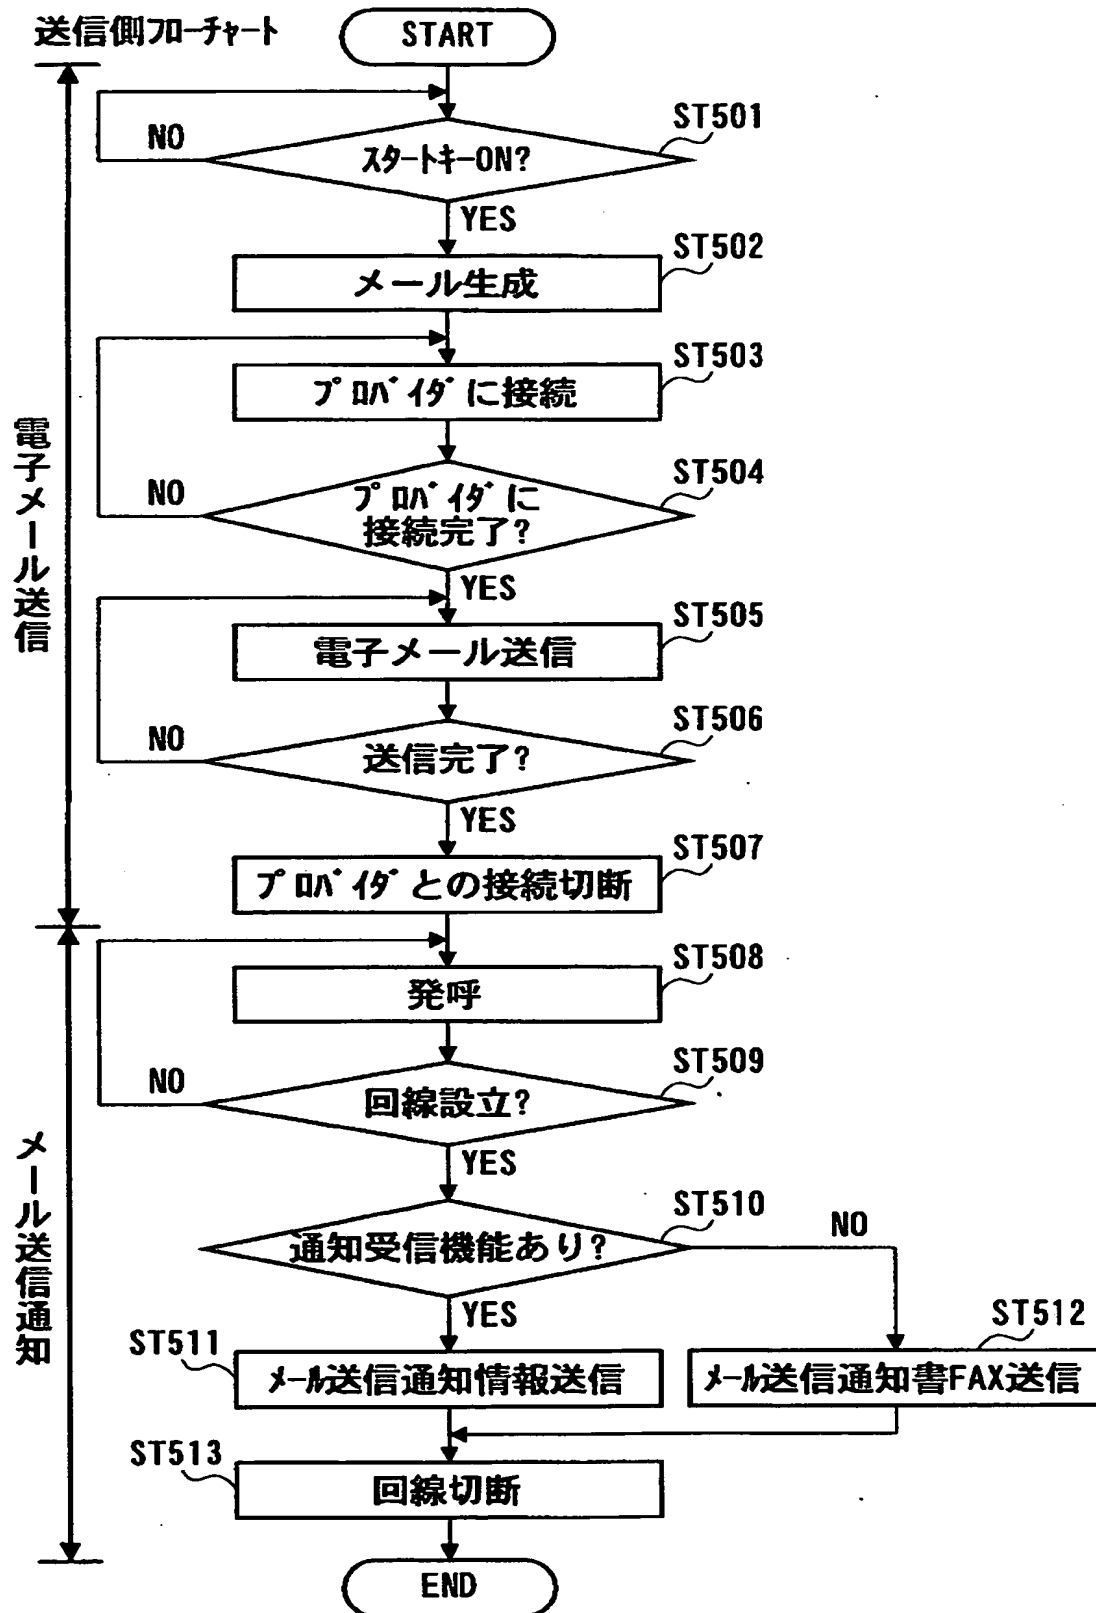 送信側フローチャート
START
ST501
NO
スタートキーON?
YES
ST502
メール生成
ST503
プロバイダに接続
ST504
NO
プロバイダに
接続完了?
YES
ST505
電子メール送信
ST506
NO
送信完了?
YES
ST507
プロバイダとの接続切断
電子メール送信
ST508
発呼
ST509
NO
回線設立?
YES
ST510
通知受信機能あり?
NO
YES
ST511
メール送信通知情報送信
ST512
メール送信通知書FAX送信
ST513
回線切断
メール送信通知
END